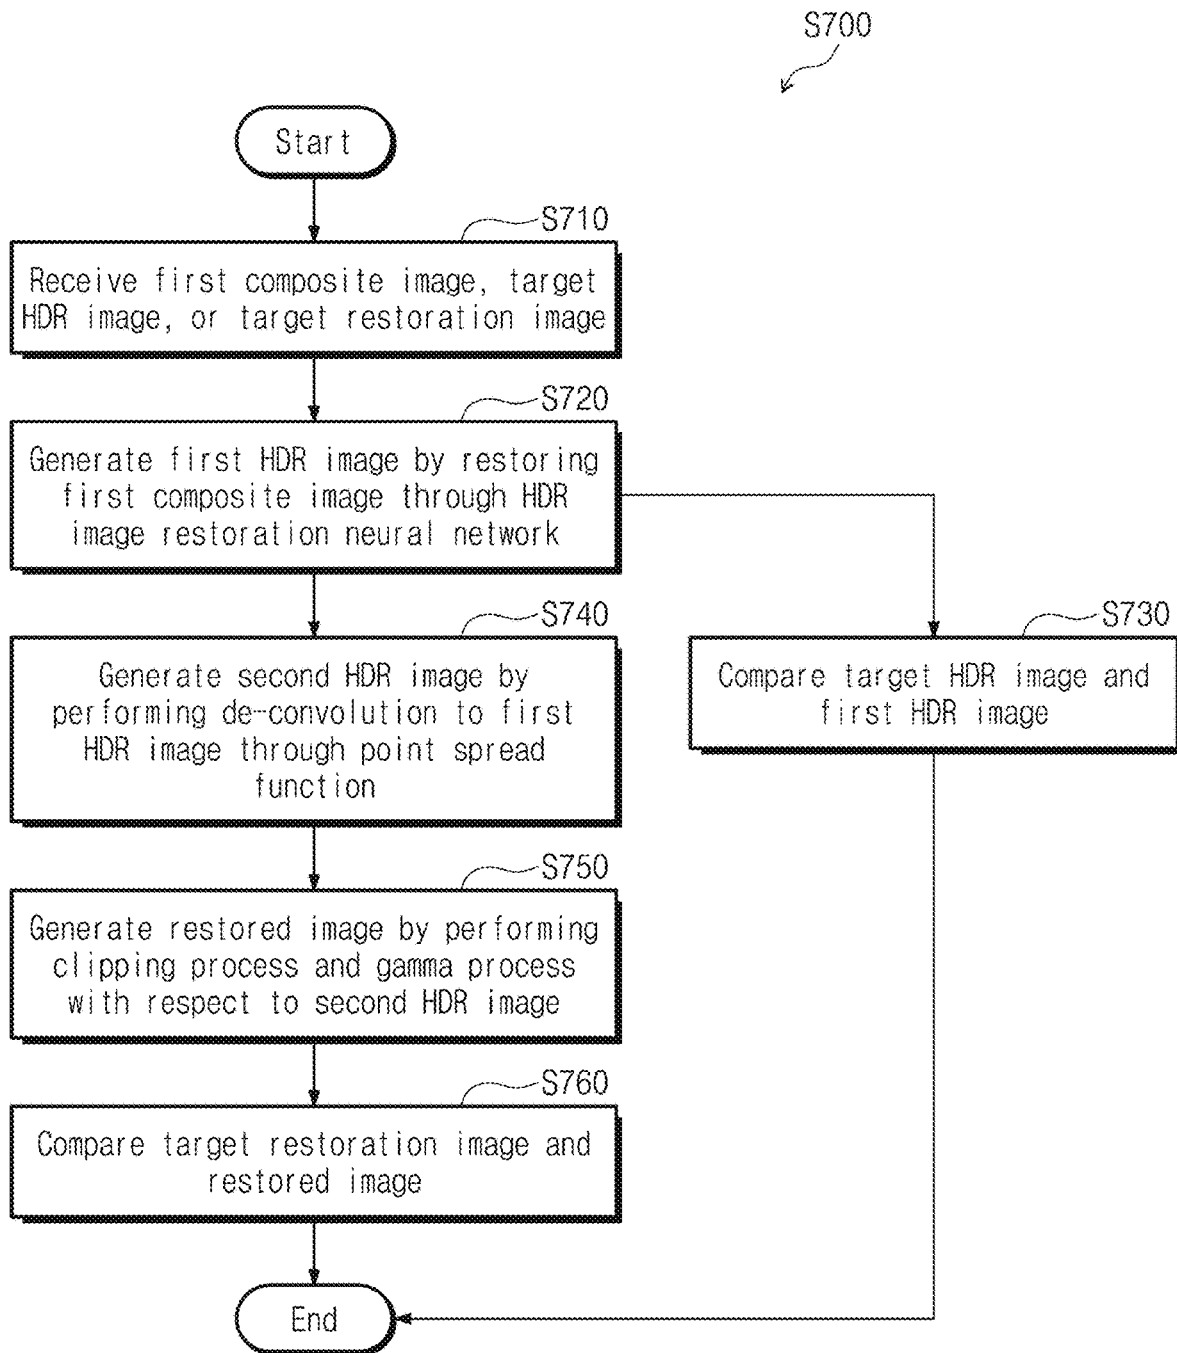 S700
Start
S710
Receive first composite image, target
HDR image, or target restoration image
S720
Generate first HDR image by restoring
first composite image through HDR
image restoration neural network
S740
Generate second HDR image by
performing de-convolution to first
HDR image through point spread
function
S730
Compare target HDR image and
first HDR image
S750
Generate restored image by performing
clipping process and gamma process
with respect to second HDR image
S760
Compare target restoration image and
restored image
End